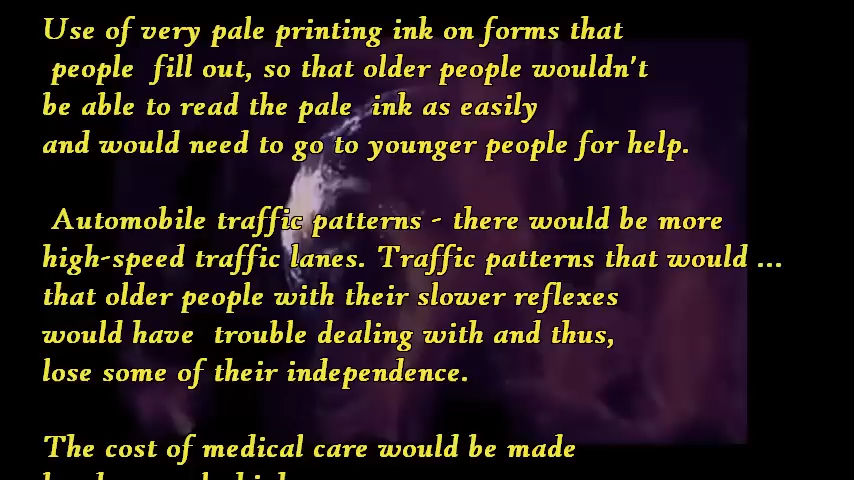 Use of very pale printing ink on forms that
people fill out, so that older people wouldn't
be able to read the pale ink as easily
and would need to go to younger people for help.
Automobile traffic patterns - there would be more
high-speed traffic lanes. Traffic patterns that would ...
that older people with their slower reflexes
would have trouble dealing with and thus,
lose some of their independence.
The cost of medical care would be made